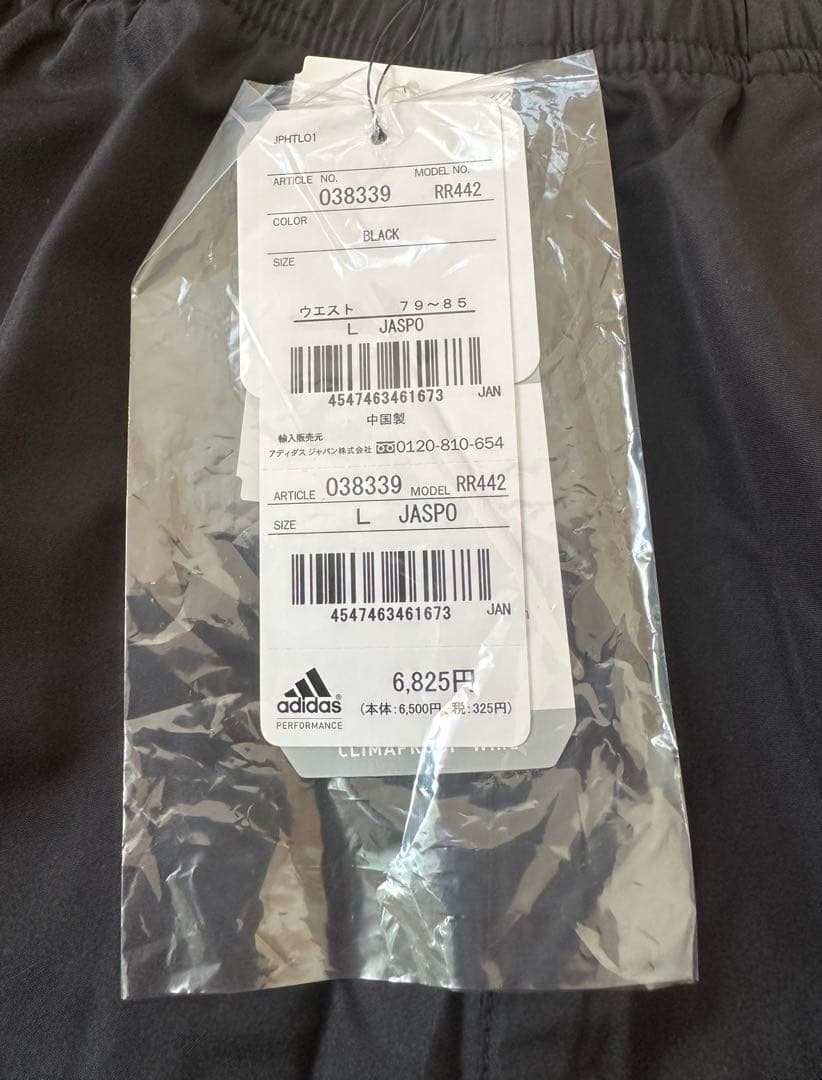 JPHTLO1
ARTICLE NO. 038339 MODEL NO. RR442
COLOR BLACK
SIZE
ウエスト 79～85
L JASPO
4547463461673 JAN
中国製
輸入販売元
アディダス ジャパン株式会社 0120-810-654
ARTICLE 038339 MODEL RR442
SIZE L JASPO
4547463461673 JAN
adidas®
PERFORMANCE
6,825円
(本体:6,500円、税:325円)
CLIMAPROOF WIND